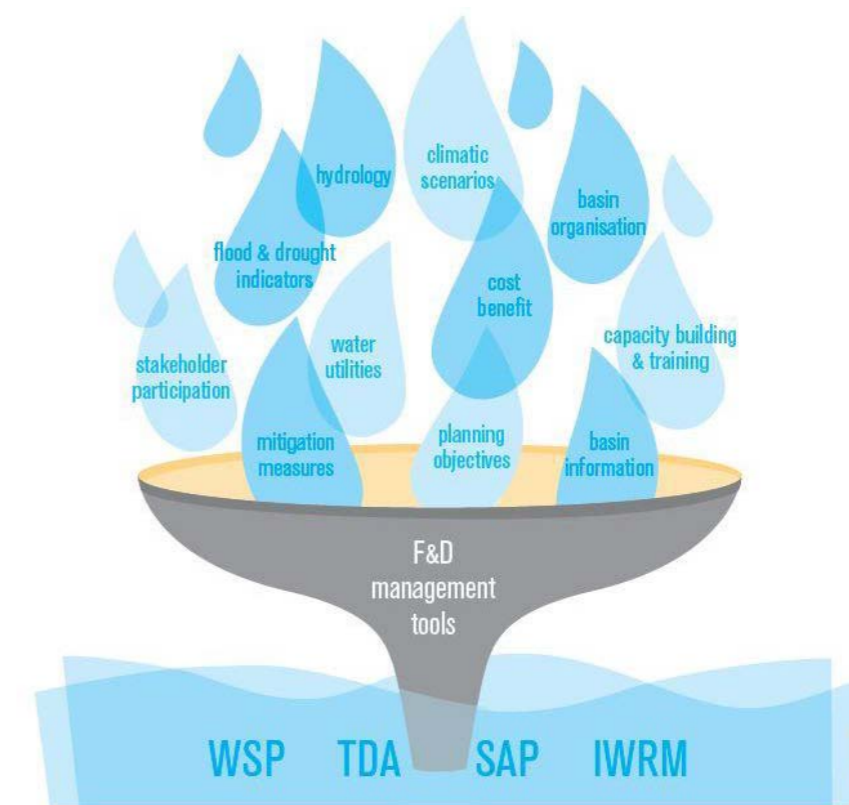 climatic
scenarios
hydrology
basin
organisation
flood & drought
indicators
cost
benefit
capacity building
& training
water
utilities
stakeholder
participation
mitigation
measures
planning
objectives
basin
information
F&D
management
tools
WSP TDA SAP IWRM